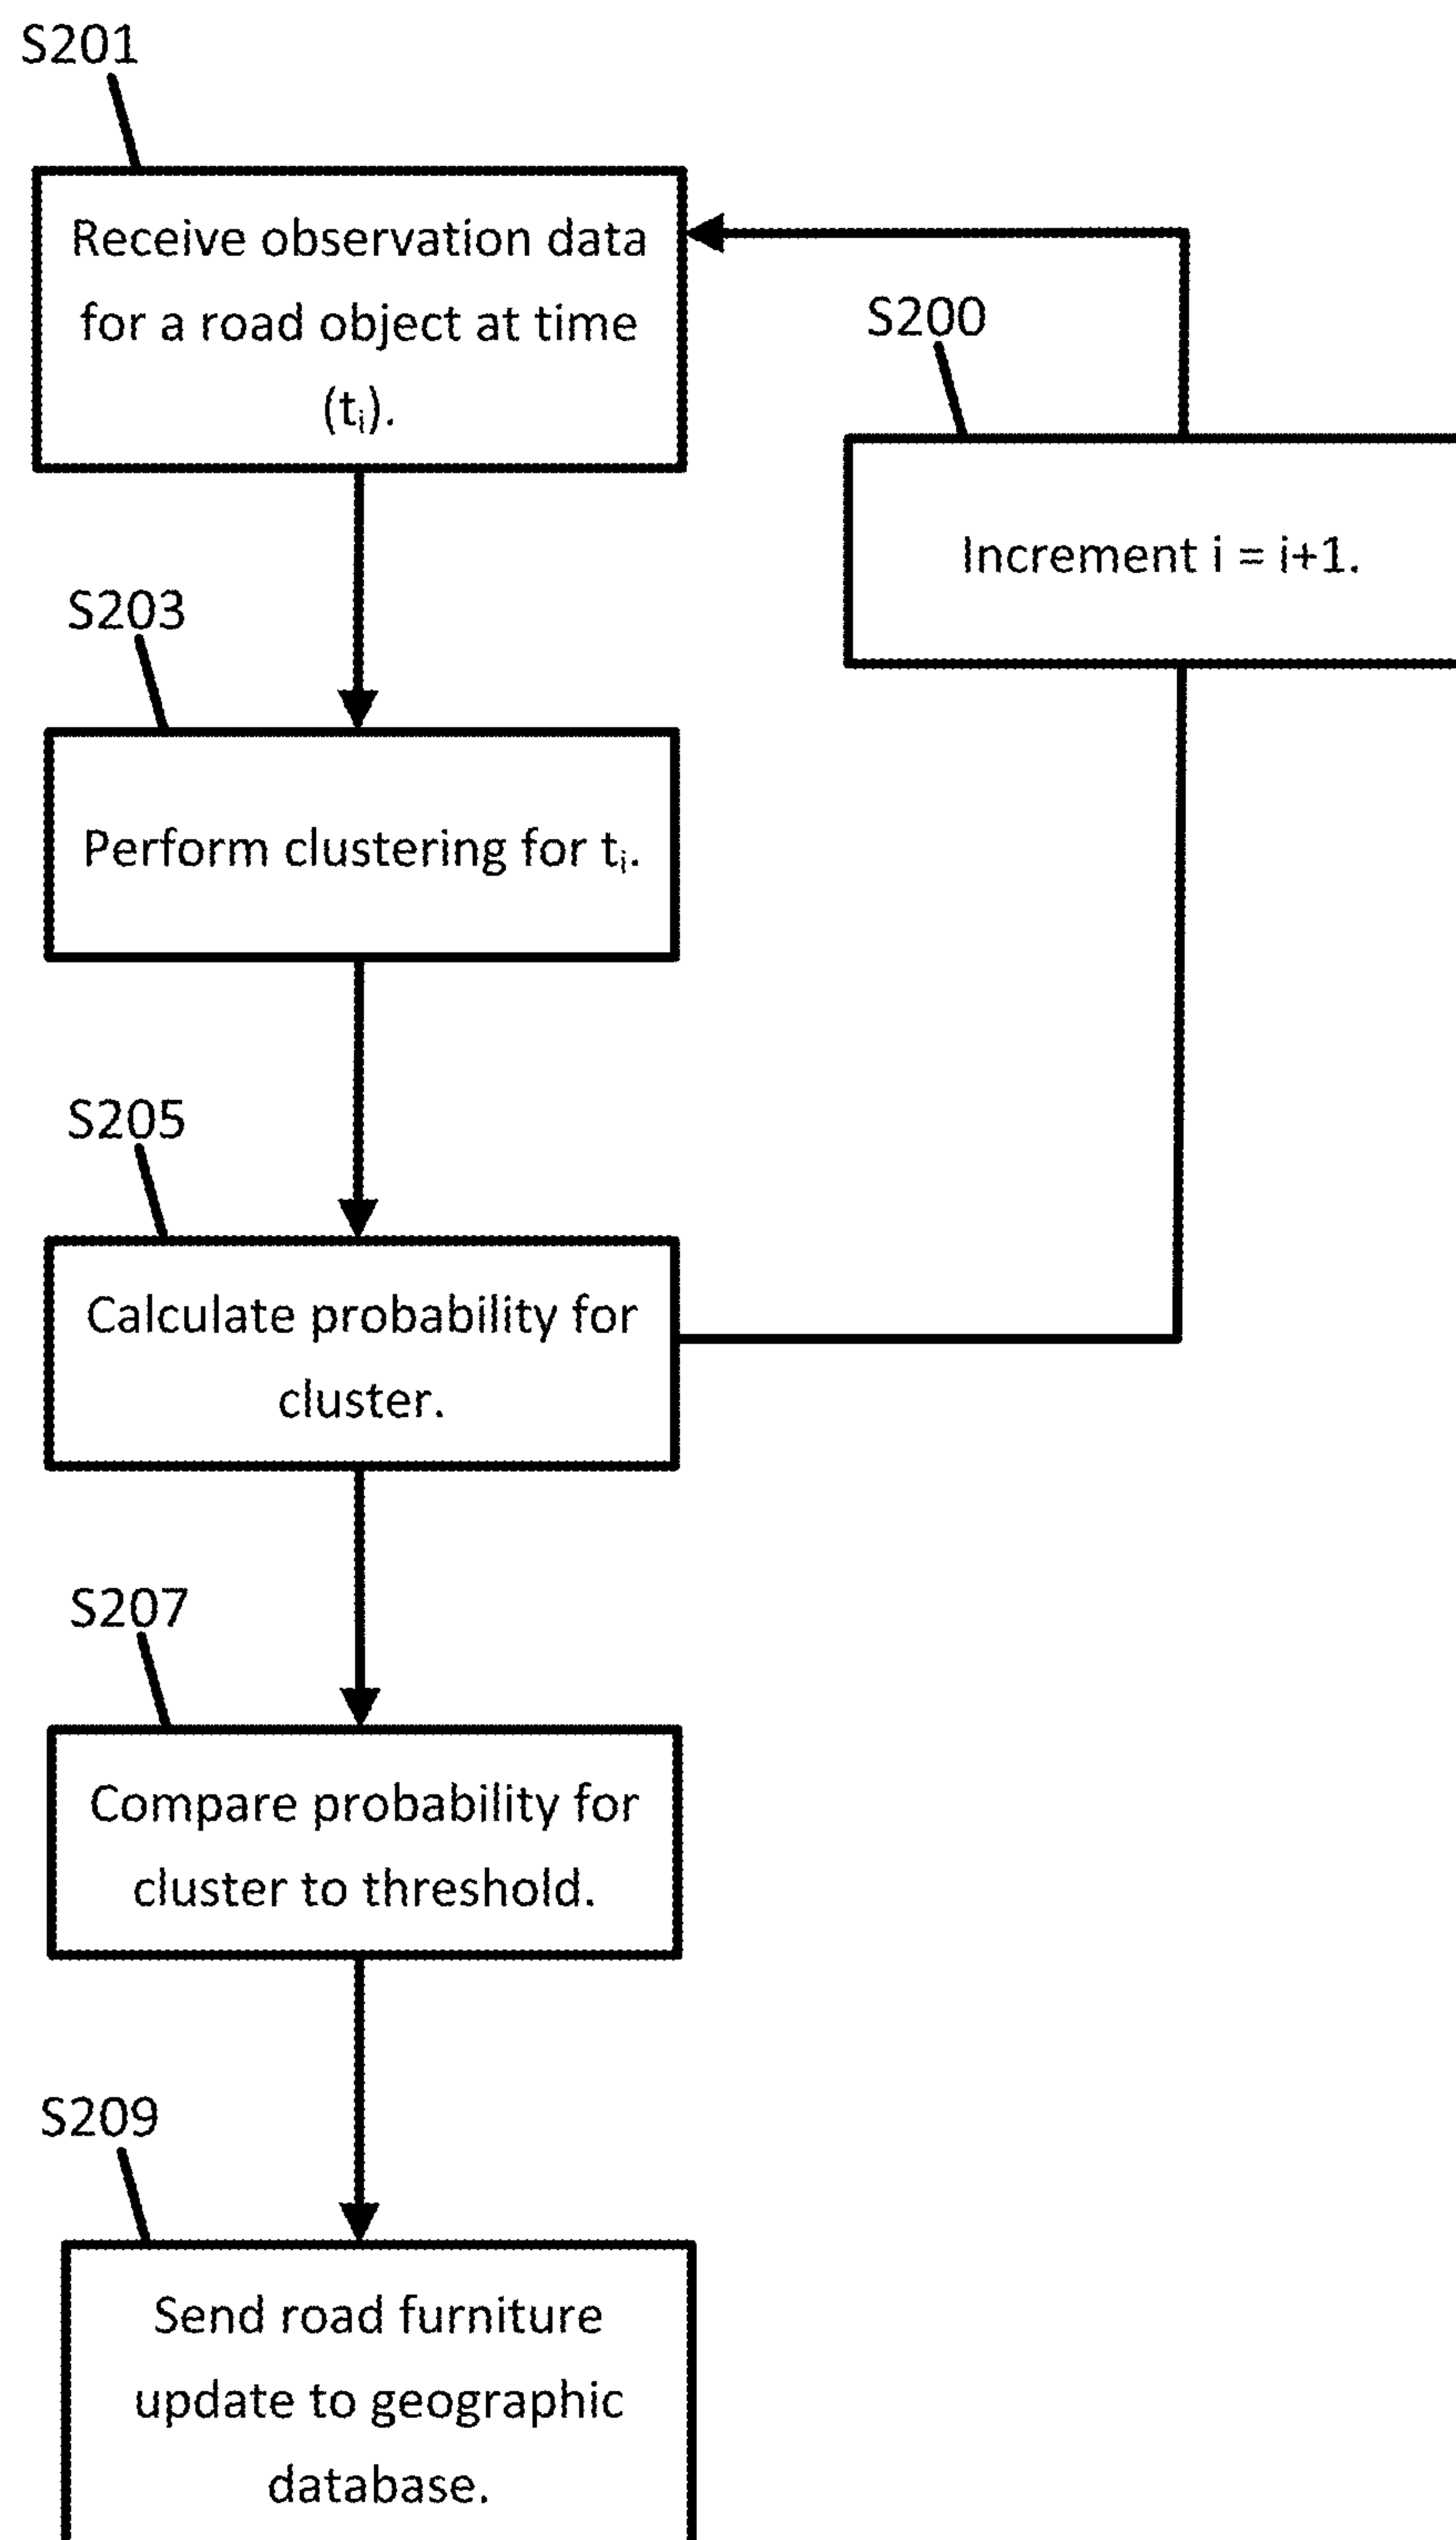 S201
Receive observation data
for a road object at time
(tᵢ).
S200
Increment i = i+1.
S203
Perform clustering for tᵢ.
S205
Calculate probability for
cluster.
S207
Compare probability for
cluster to threshold.
S209
Send road furniture
update to geographic
database.